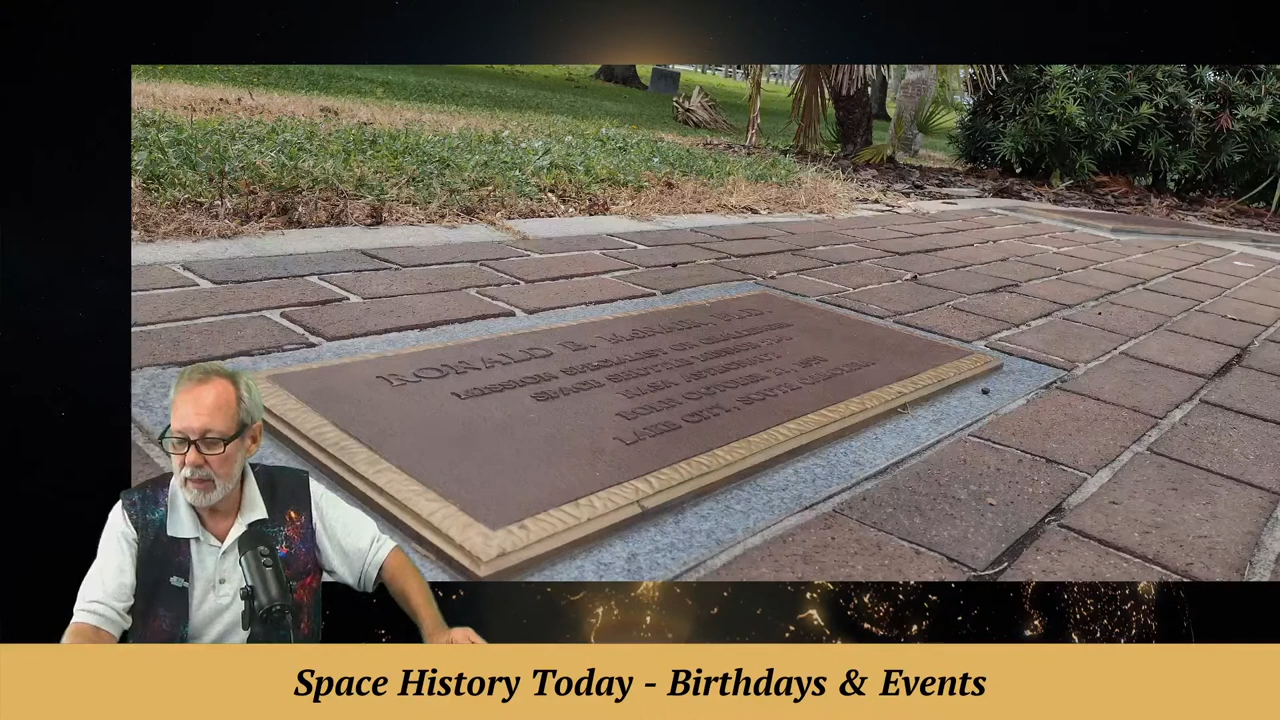 RONALD E. McNAIR, PH.D.
MISSION SPECIALIST ON CHALLENGER
SPACE SHUTTLE MISSION
NASA ASTRONAUT
BORN OCTOBER 21, 1950
LAKE CITY, SOUTH CAROLINA
Space History Today - Birthdays & Events